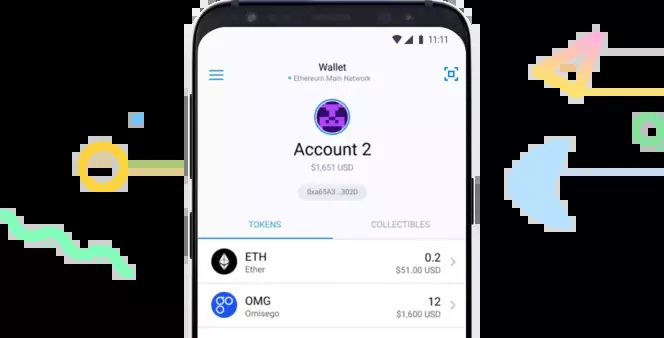 11:11
Wallet
Ethereum Main Network
Account 2
$1,651 USD
0xa65A3...302D
TOKENS COLLECTIBLES
ETH 0.2
Ether $51.00 USD
OMG 12
Omisego $1,600 USD